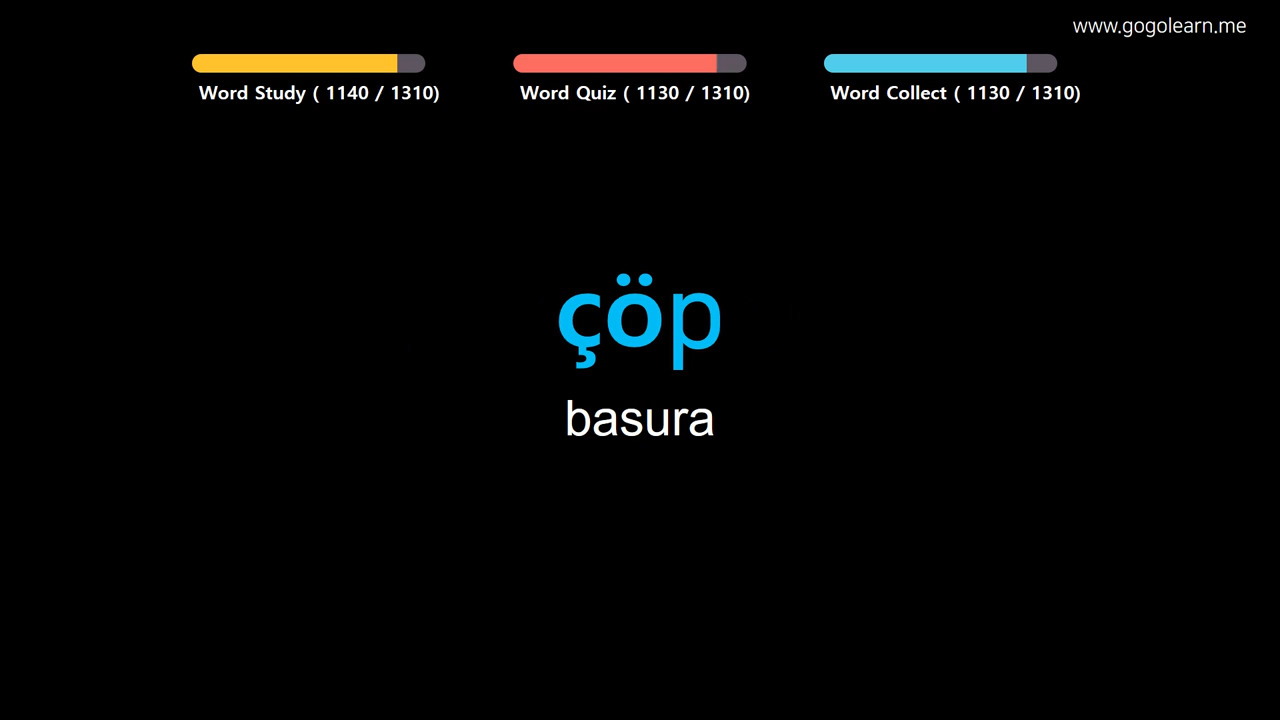 www.gogolearn.me
Word Study ( 1140 / 1310)
Word Quiz ( 1130 / 1310)
Word Collect ( 1130 / 1310)
çöp
basura